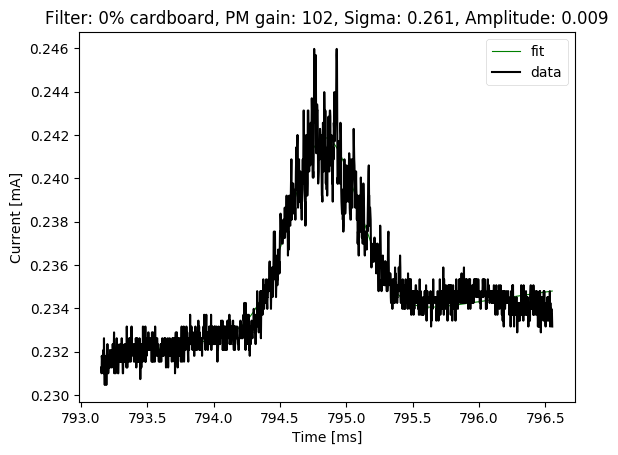 Filter: 0% cardboard, PM gain: 102, Sigma: 0.261, Amplitude: 0.009
fit
data
0.246
0.244
0.242
0.240
0.238
0.236
0.234
0.232
0.230
Current [mA]
793.0 793.5 794.0 794.5 795.0 795.5 796.0 796.5
Time [ms]